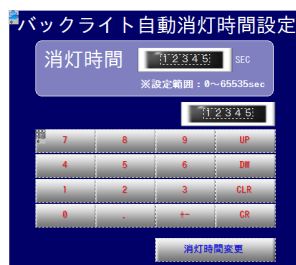 バックライト自動消灯時間設定
消灯時間 12345 SEC
※設定範囲：0～65535sec
12345
7 8 9 UP
4 5 6 DW
1 2 3 CLR
0 . +- CR
消灯時間変更